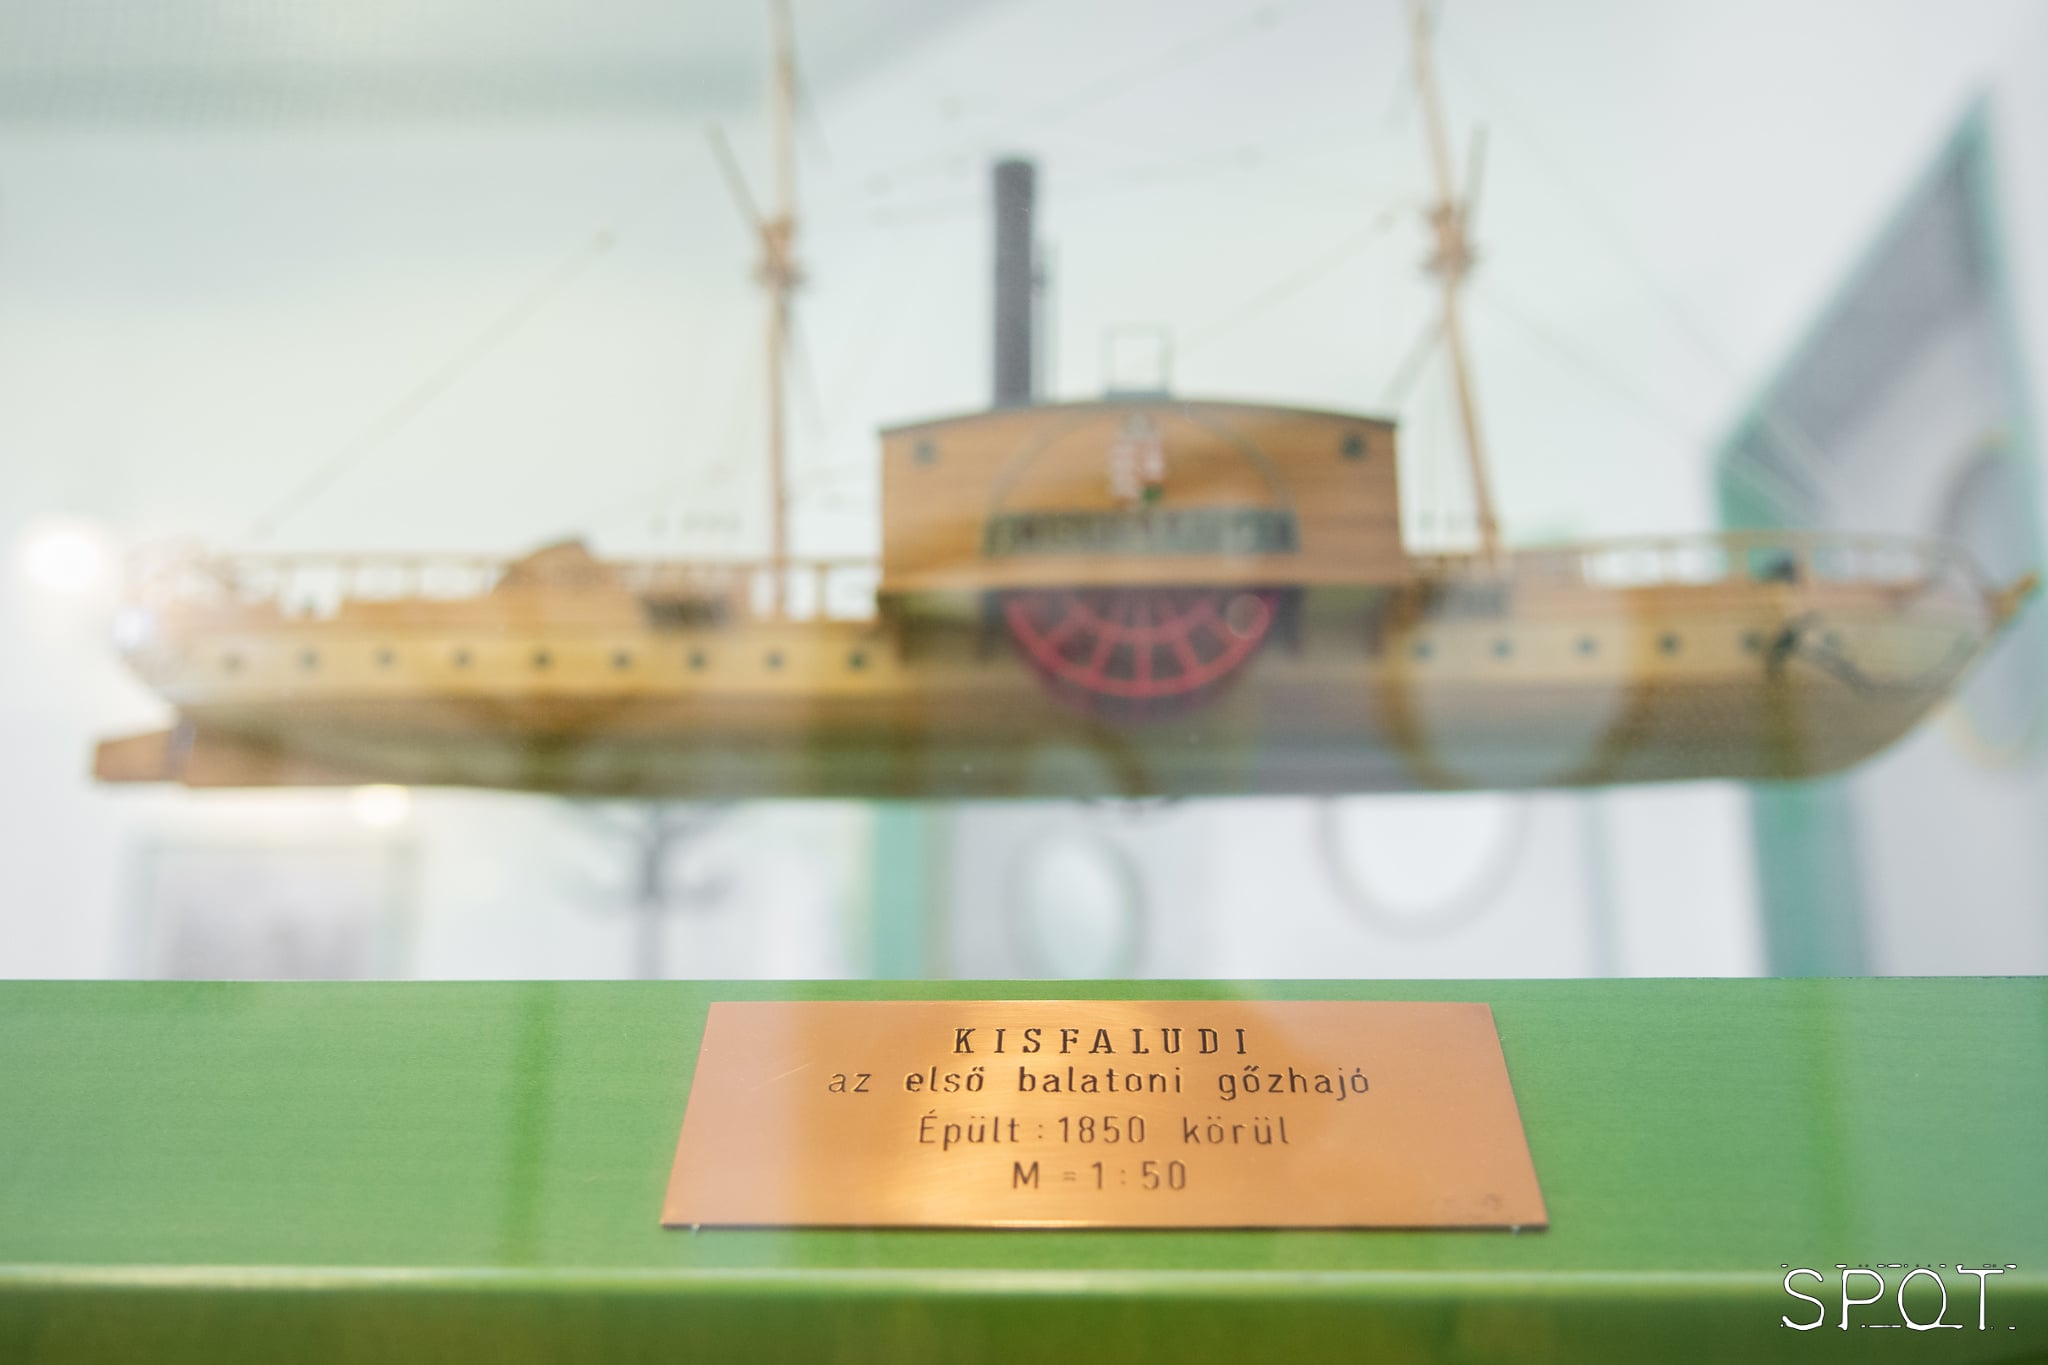 KISFALUDI
az első balatoni gőzhajó
Épült: 1850 körül
M = 1:50
SPOT